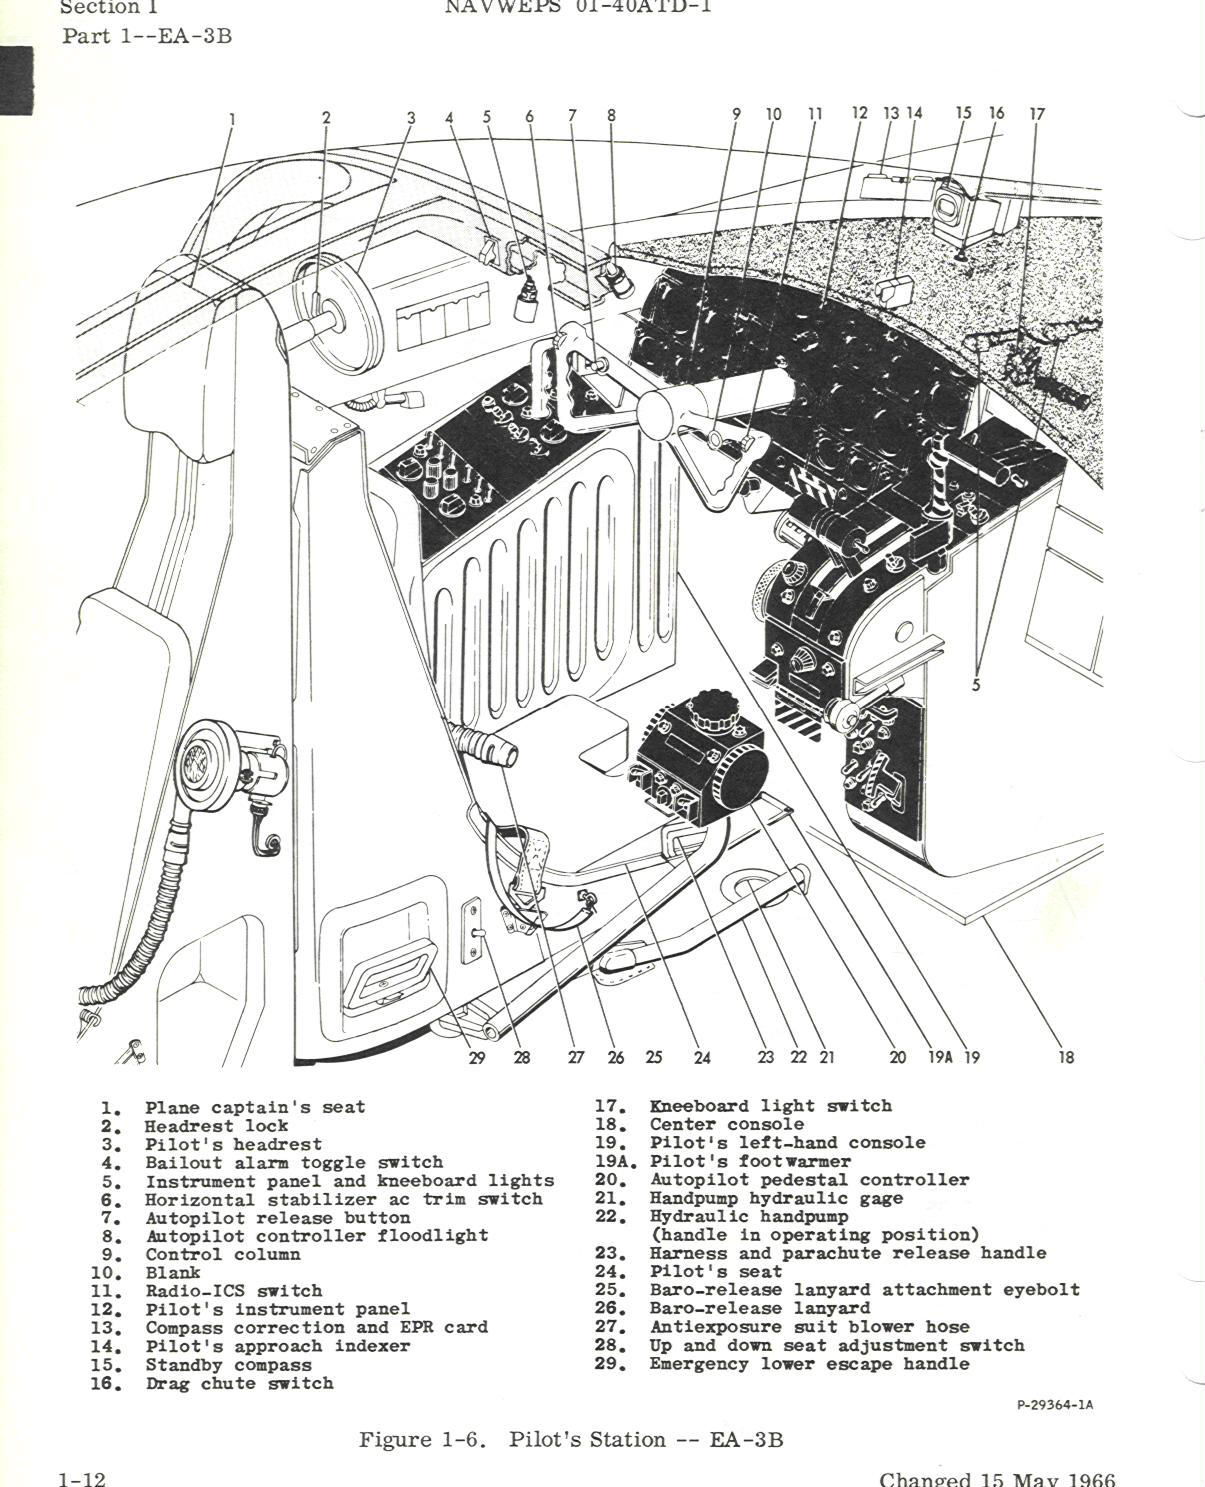 Section I
NAVWEPS 01-40ATD-1
Part 1--EA-3B
1 2 3 4 5 6 7 8 9 10 11 12 13 14 15 16 17
5
29 28 27 26 25 24 23 22 21 20 19A 19 18
1. Plane captain's seat
2. Headrest lock
3. Pilot's headrest
4. Bailout alarm toggle switch
5. Instrument panel and kneeboard lights
6. Horizontal stabilizer ac trim switch
7. Autopilot release button
8. Autopilot controller floodlight
9. Control column
10. Blank
11. Radio-ICS switch
12. Pilot's instrument panel
13. Compass correction and EPR card
14. Pilot's approach indexer
15. Standby compass
16. Drag chute switch
17. Kneeboard light switch
18. Center console
19. Pilot's left-hand console
19A. Pilot's footwarmer
20. Autopilot pedestal controller
21. Handpump hydraulic gage
22. Hydraulic handpump
(handle in operating position)
23. Harness and parachute release handle
24. Pilot's seat
25. Baro-release lanyard attachment eyebolt
26. Baro-release lanyard
27. Antiexposure suit blower hose
28. Up and down seat adjustment switch
29. Emergency lower escape handle
P-29364-1A
Figure 1-6. Pilot's Station -- EA-3B
1-12
Changed 15 May 1966